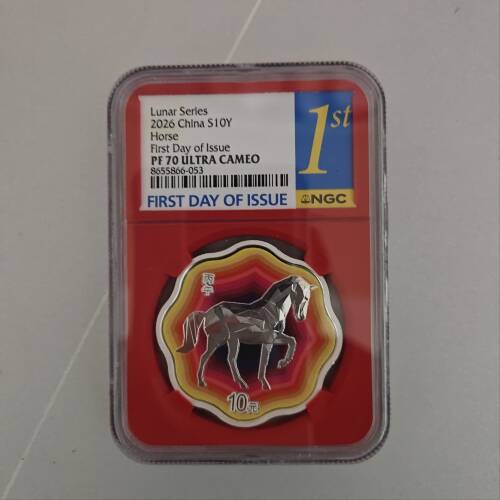 Lunar Series
2026 China S10Y
Horse
First Day of Issue
PF 70 ULTRA CAMEO
8655866-053
FIRST DAY OF ISSUE
1st
NGC
丙午
10元